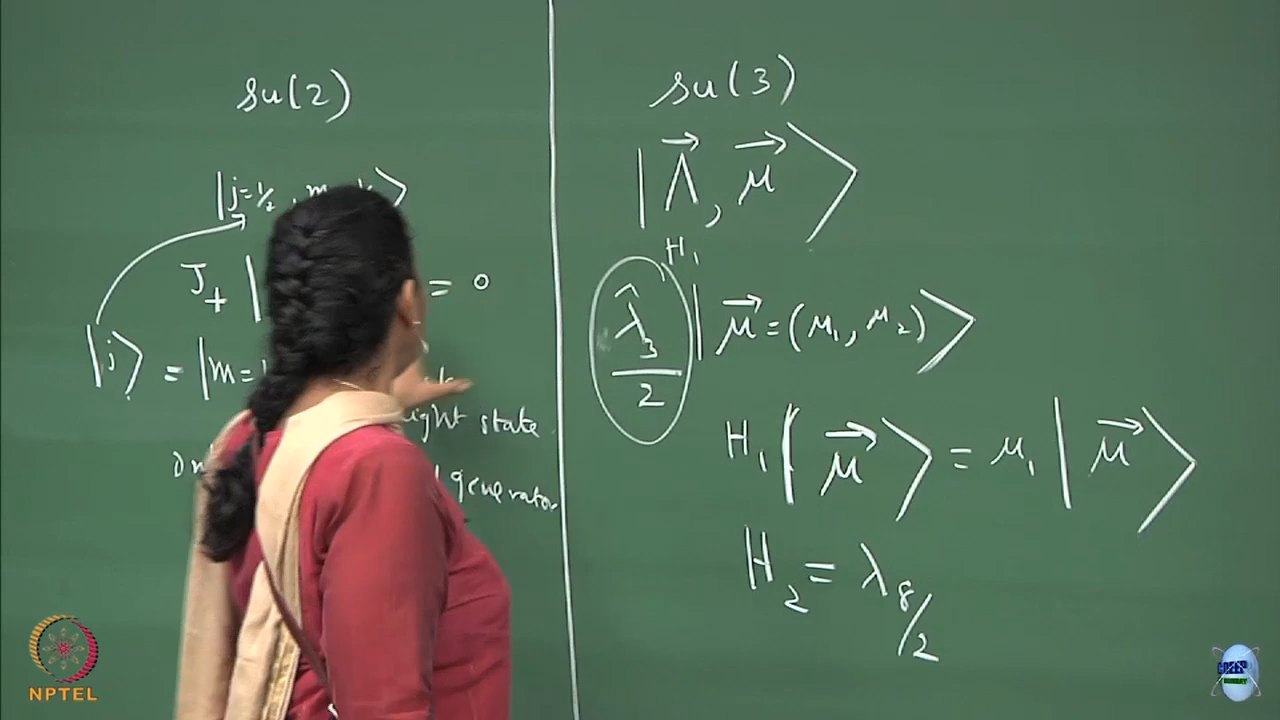 su(2)
|j=1/2, m
J+ | = 0
|j⟩ = |m=
ight state
generator
su(3)
|Λ⃗, μ⃗⟩
H₁
λ̂₃/2 |μ⃗ = (μ₁, μ₂)⟩
H₁ |μ⃗⟩ = μ₁ |μ⃗⟩
H₂ = λ₈/2
NPTEL